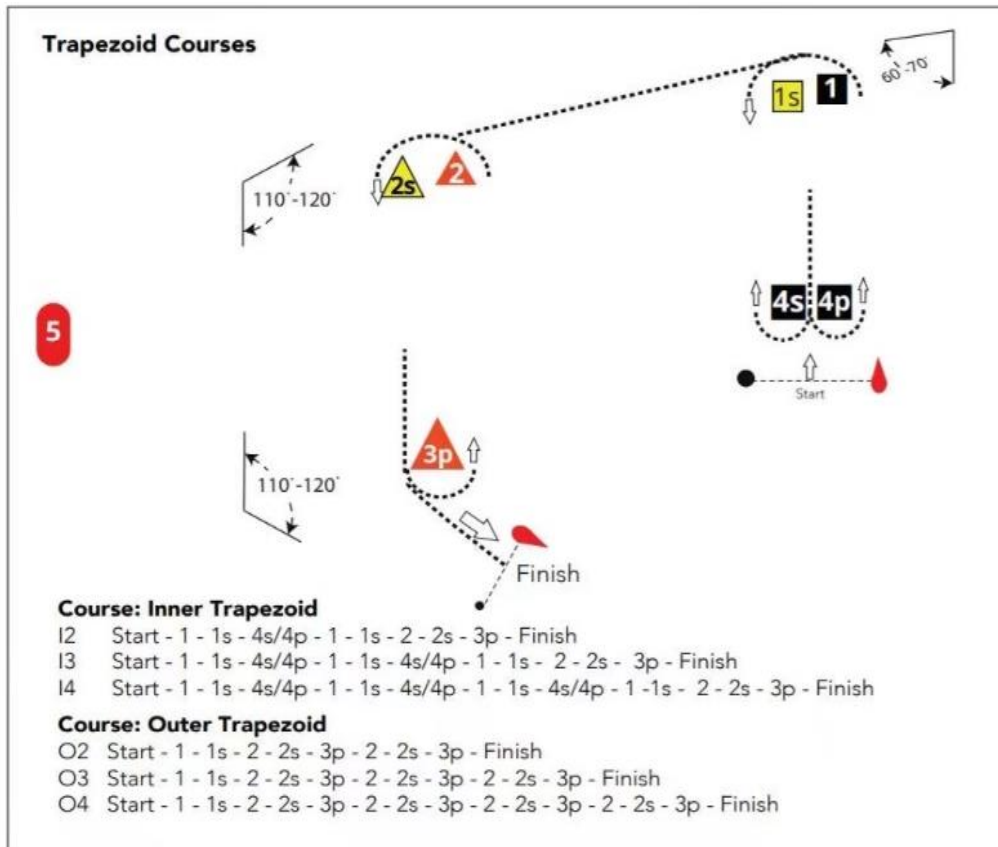 Trapezoid Courses
1s 1
60˚-70˚
2s 2
110˚-120˚
4s 4p
5
Start
3p
110˚-120˚
Finish
Course: Inner Trapezoid
I2 Start - 1 - 1s - 4s/4p - 1 - 1s - 2 - 2s - 3p - Finish
I3 Start - 1 - 1s - 4s/4p - 1 - 1s - 4s/4p - 1 - 1s - 2 - 2s - 3p - Finish
I4 Start - 1 - 1s - 4s/4p - 1 - 1s - 4s/4p - 1 - 1s - 4s/4p - 1 -1s - 2 - 2s - 3p - Finish
Course: Outer Trapezoid
O2 Start - 1 - 1s - 2 - 2s - 3p - 2 - 2s - 3p - Finish
O3 Start - 1 - 1s - 2 - 2s - 3p - 2 - 2s - 3p - 2 - 2s - 3p - Finish
O4 Start - 1 - 1s - 2 - 2s - 3p - 2 - 2s - 3p - 2 - 2s - 3p - 2 - 2s - 3p - Finish